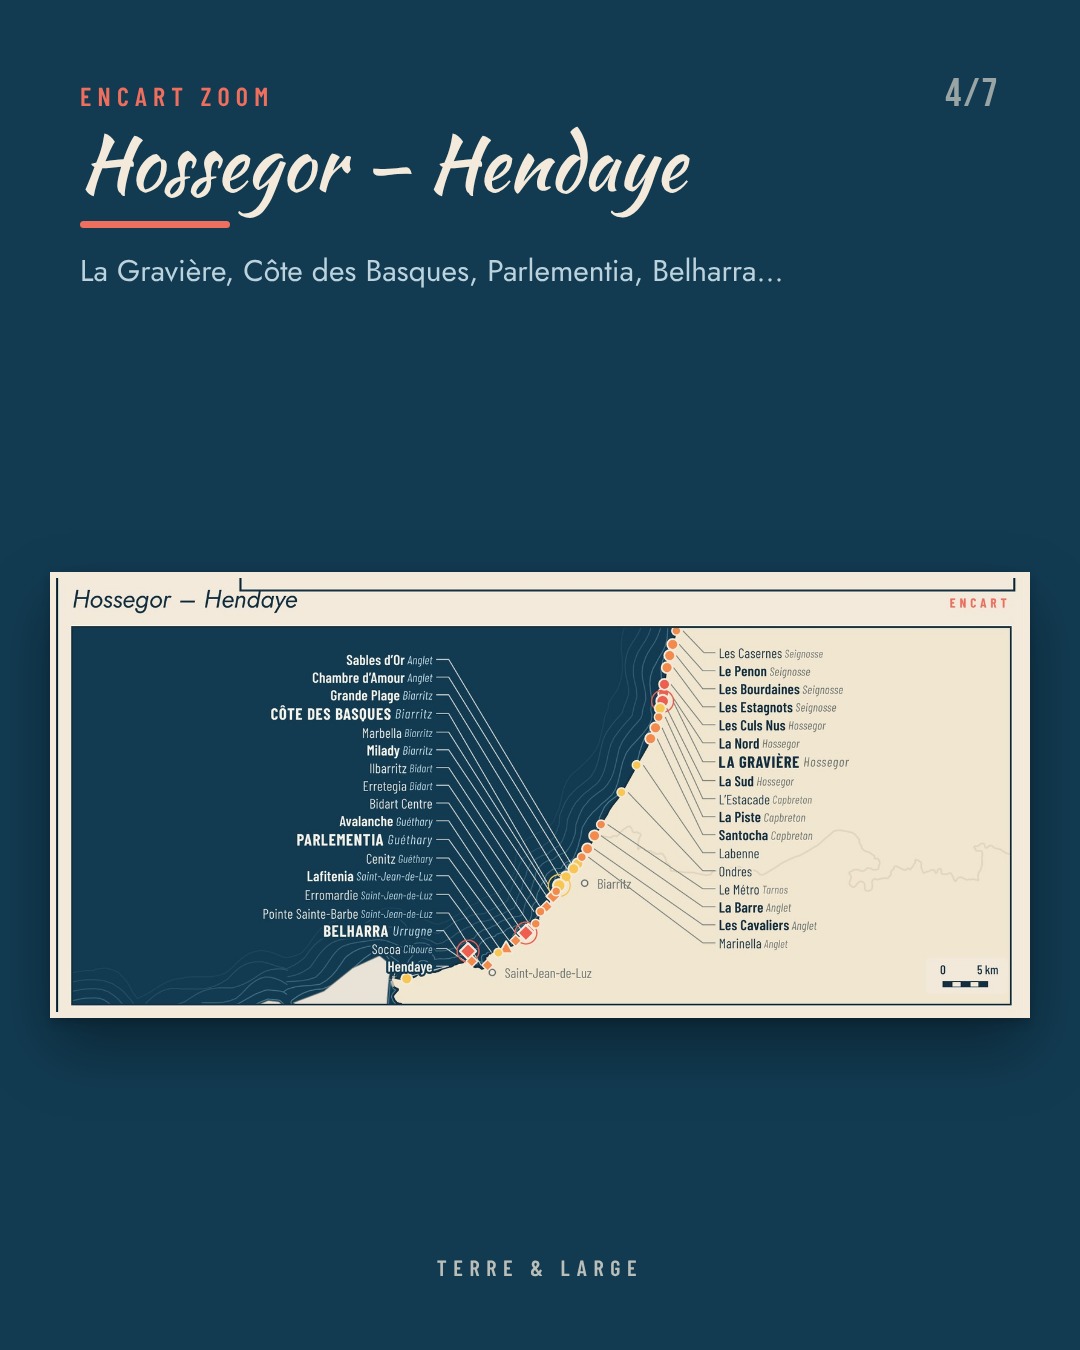 ENCART ZOOM
4/7
Hossegor – Hendaye
La Gravière, Côte des Basques, Parlementia, Belharra...
Hossegor – Hendaye
ENCART
Sables d'Or Anglet
Chambre d'Amour Anglet
Grande Plage Biarritz
CÔTE DES BASQUES Biarritz
Marbella Biarritz
Milady Biarritz
Ilbarritz Bidart
Erretegia Bidart
Bidart Centre
Avalanche Guéthary
PARLEMENTIA Guéthary
Cenitz Guéthary
Lafitenia Saint-Jean-de-Luz
Erromardie Saint-Jean-de-Luz
Pointe Sainte-Barbe Saint-Jean-de-Luz
BELHARRA Urrugne
Socoa Ciboure
Hendaye
Les Casernes Seignosse
Le Penon Seignosse
Les Bourdaines Seignosse
Les Estagnots Seignosse
Les Culs Nus Hossegor
La Nord Hossegor
LA GRAVIÈRE Hossegor
La Sud Hossegor
L'Estacade Capbreton
La Piste Capbreton
Santocha Capbreton
Labenne
Ondres
Le Métro Tarnos
La Barre Anglet
Les Cavaliers Anglet
Marinella Anglet
Biarritz
Saint-Jean-de-Luz
0 5 km
TERRE & LARGE